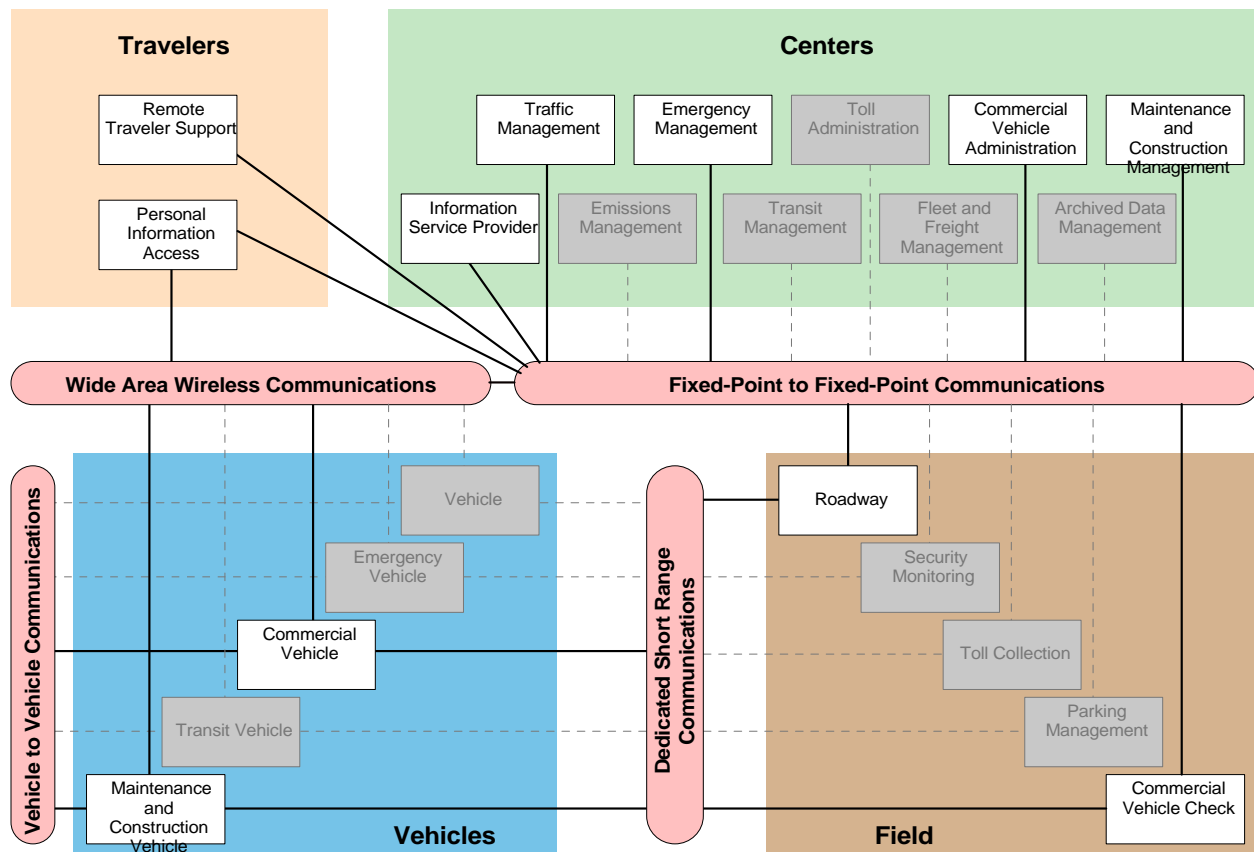 Travelers
Centers
Remote
Traveler Support
Traffic
Management
Emergency
Management
Toll
Administration
Commercial
Vehicle
Administration
Maintenance
and
Construction
Management
Personal
Information
Access
Information
Service Provider
Emissions
Management
Transit
Management
Fleet and
Freight
Management
Archived Data
Management
Wide Area Wireless Communications
Fixed-Point to Fixed-Point Communications
Vehicle to Vehicle Communications
Vehicle
Emergency
Vehicle
Commercial
Vehicle
Transit Vehicle
Maintenance
and
Construction
Vehicle
Vehicles
Dedicated Short Range
Communications
Roadway
Security
Monitoring
Toll Collection
Parking
Management
Commercial
Vehicle Check
Field